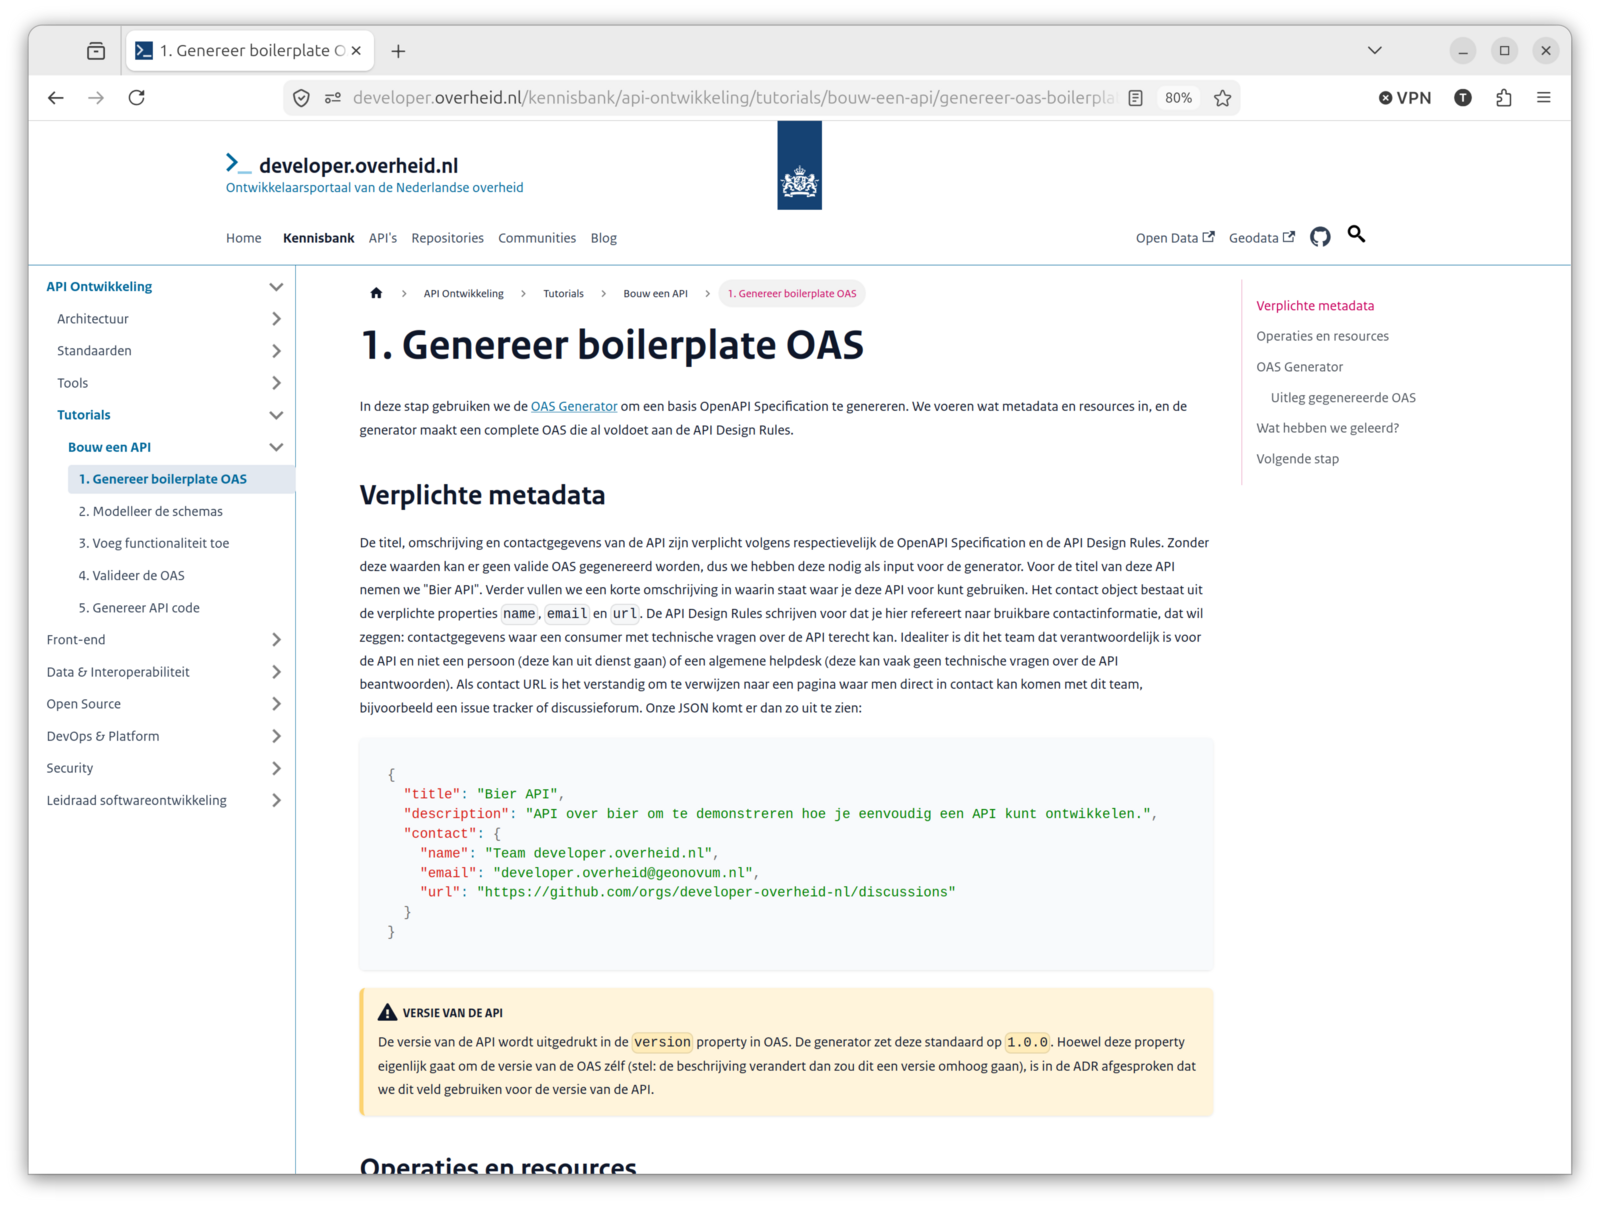 1. Genereer boilerplate O
developer.overheid.nl/kennisbank/api-ontwikkeling/tutorials/bouw-een-api/genereer-oas-boilerpla
80%
VPN
T
developer.overheid.nl
Ontwikkelaarsportaal van de Nederlandse overheid
Home Kennisbank API's Repositories Communities Blog
Open Data Geodata
API Ontwikkeling
Architectuur
Standaarden
Tools
Tutorials
Bouw een API
1. Genereer boilerplate OAS
2. Modelleer de schemas
3. Voeg functionaliteit toe
4. Valideer de OAS
5. Genereer API code
Front-end
Data & Interoperabiliteit
Open Source
DevOps & Platform
Security
Leidraad softwareontwikkeling
API Ontwikkeling > Tutorials > Bouw een API > 1. Genereer boilerplate OAS
1. Genereer boilerplate OAS
In deze stap gebruiken we de OAS Generator om een basis OpenAPI Specification te genereren. We voeren wat metadata en resources in, en de
generator maakt een complete OAS die al voldoet aan de API Design Rules.
Verplichte metadata
De titel, omschrijving en contactgegevens van de API zijn verplicht volgens respectievelijk de OpenAPI Specification en de API Design Rules. Zonder
deze waarden kan er geen valide OAS gegenereerd worden, dus we hebben deze nodig als input voor de generator. Voor de titel van deze API
nemen we "Bier API". Verder vullen we een korte omschrijving in waarin staat waar je deze API voor kunt gebruiken. Het contact object bestaat uit
de verplichte properties name, email en url. De API Design Rules schrijven voor dat je hier refereert naar bruikbare contactinformatie, dat wil
zeggen: contactgegevens waar een consumer met technische vragen over de API terecht kan. Idealiter is dit het team dat verantwoordelijk is voor
de API en niet een persoon (deze kan uit dienst gaan) of een algemene helpdesk (deze kan vaak geen technische vragen over de API
beantwoorden). Als contact URL is het verstandig om te verwijzen naar een pagina waar men direct in contact kan komen met dit team,
bijvoorbeeld een issue tracker of discussieforum. Onze JSON komt er dan zo uit te zien:
{
"title": "Bier API",
"description": "API over bier om te demonstreren hoe je eenvoudig een API kunt ontwikkelen.",
"contact": {
"name": "Team developer.overheid.nl",
"email": "developer.overheid@geonovum.nl",
"url": "https://github.com/orgs/developer-overheid-nl/discussions"
}
}
VERSIE VAN DE API
De versie van de API wordt uitgedrukt in de version property in OAS. De generator zet deze standaard op 1.0.0. Hoewel deze property
eigenlijk gaat om de versie van de OAS zélf (stel: de beschrijving verandert dan zou dit een versie omhoog gaan), is in de ADR afgesproken dat
we dit veld gebruiken voor de versie van de API.
Operaties en resources
Verplichte metadata
Operaties en resources
OAS Generator
Uitleg gegenereerde OAS
Wat hebben we geleerd?
Volgende stap